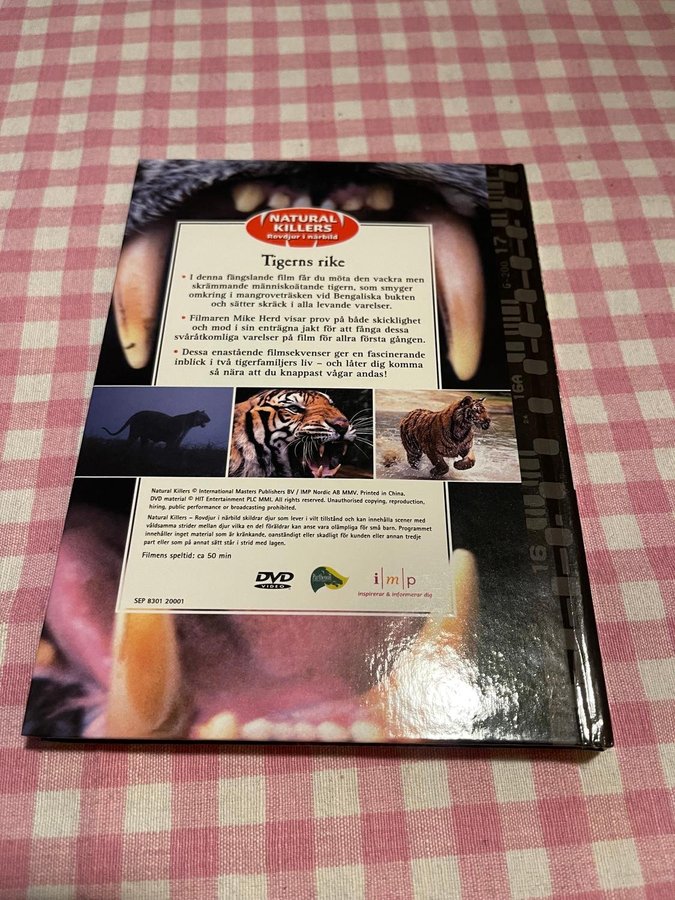 NATURAL
KILLERS
Rovdjur i närbild
Tigerns rike
• I denna fängslande film får du möta den vackra men
skrämmande människoätande tigern, som smyger
omkring i mangroveträsken vid Bengaliska bukten
och sätter skräck i alla levande varelser.
• Filmaren Mike Herd visar prov på både skicklighet
och mod i sin enträgna jakt för att fånga dessa
svåråtkomliga varelser på film för allra första gången.
• Dessa enastående filmsekvenser ger en fascinerande
inblick i två tigerfamiljers liv – och låter dig komma
så nära att du knappast vågar andas!
Natural Killers © International Masters Publishers BV / IMP Nordic AB MMV. Printed in China.
DVD material © HIT Entertainment PLC MML. All rights reserved. Unauthorised copying, reproduction,
hiring, public performance or broadcasting prohibited.
Natural Killers – Rovdjur i närbild skildrar djur som lever i vilt tillstånd och kan innehålla scener med
våldsamma strider mellan djur vilka en del föräldrar kan anse vara olämpliga för små barn. Programmet
innehåller inget material som är kränkande, oanständigt eller skadligt för kunden eller annan tredje
part eller som på annat sätt står i strid med lagen.
Filmens speltid: ca 50 min
DVD
VIDEO
i|m|p
inspirerar & informerar dig
SEP 8301 20001
17
G-200
16A
16